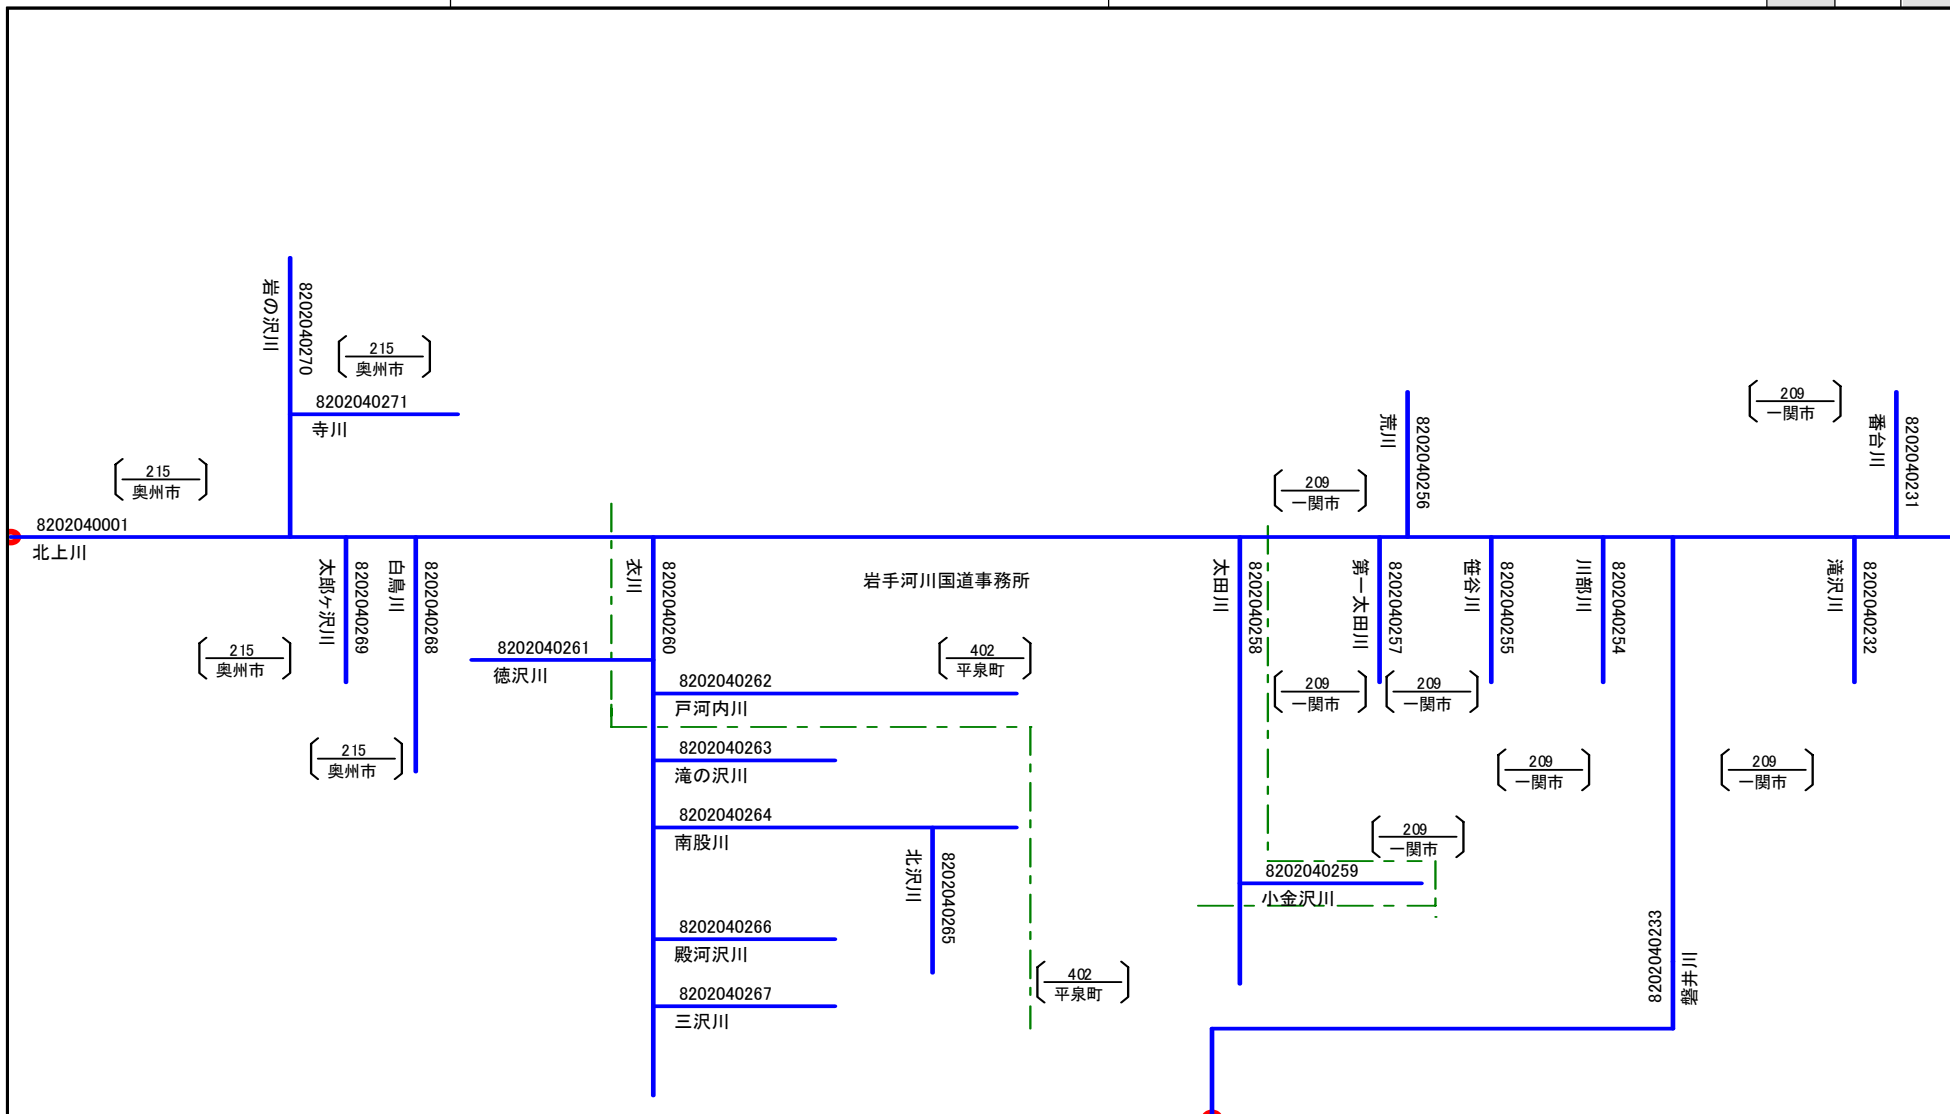 岩の沢川
8202040270
215
奥州市
8202040271
寺川
215
奥州市
8202040001
北上川
太郎ヶ沢川
8202040269
白鳥川
8202040268
215
奥州市
215
奥州市
衣川
8202040260
岩手河川国道事務所
8202040261
徳沢川
8202040262
戸河内川
402
平泉町
8202040263
滝の沢川
8202040264
南股川
北沢川
8202040265
8202040266
殿河沢川
8202040267
三沢川
402
平泉町
太田川
8202040258
荒川
8202040256
209
一関市
第一太田川
8202040257
209
一関市
209
一関市
笹谷川
8202040255
川部川
8202040254
209
一関市
209
一関市
8202040259
小金沢川
8202040233
磐井川
209
一関市
番台川
8202040231
滝沢川
8202040232
209
一関市